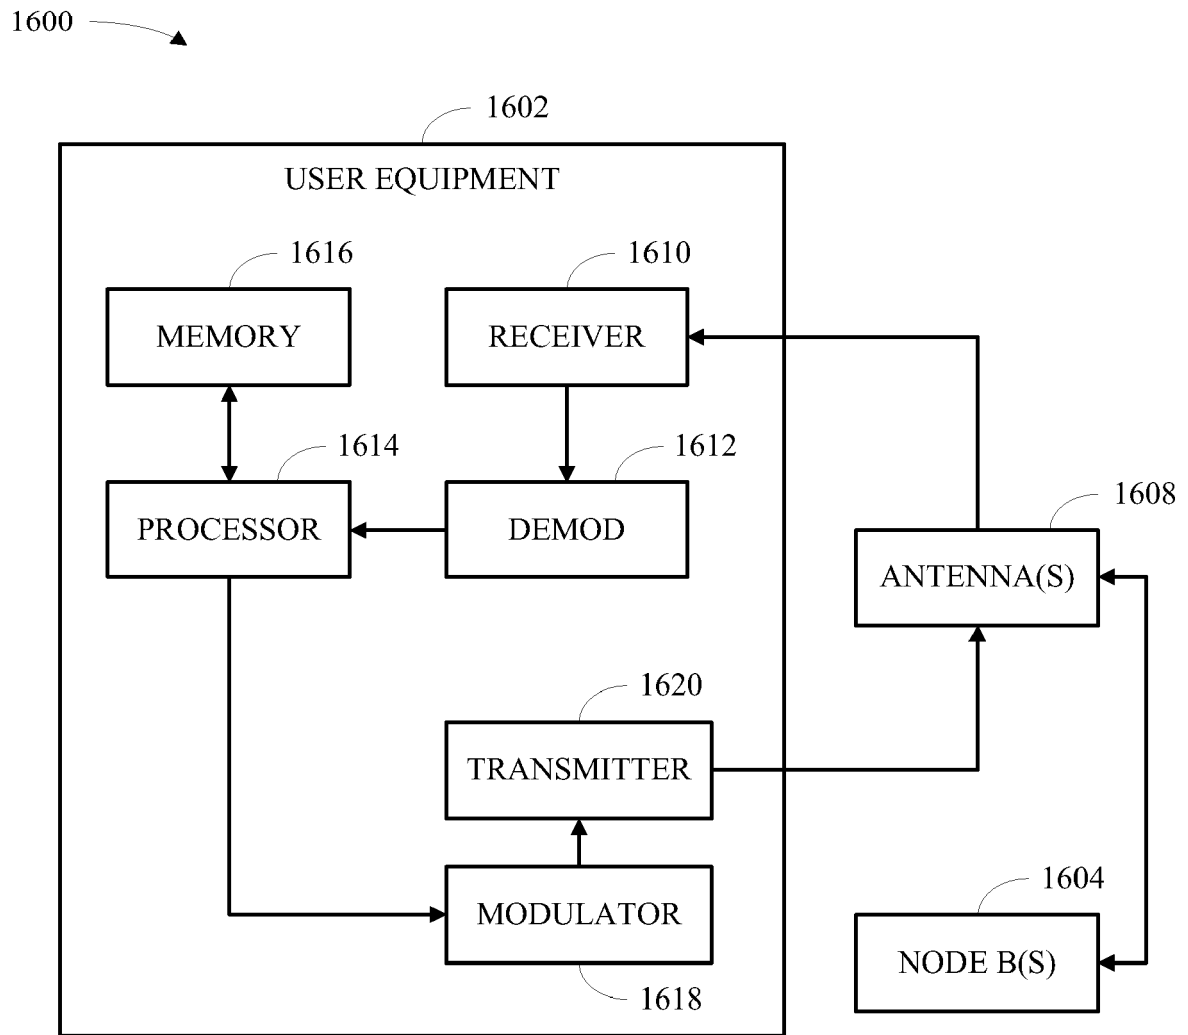 1600
1602
USER EQUIPMENT
1616
1610
MEMORY
RECEIVER
1614
1612
1608
PROCESSOR
DEMOD
ANTENNA(S)
1620
TRANSMITTER
1604
MODULATOR
NODE B(S)
1618